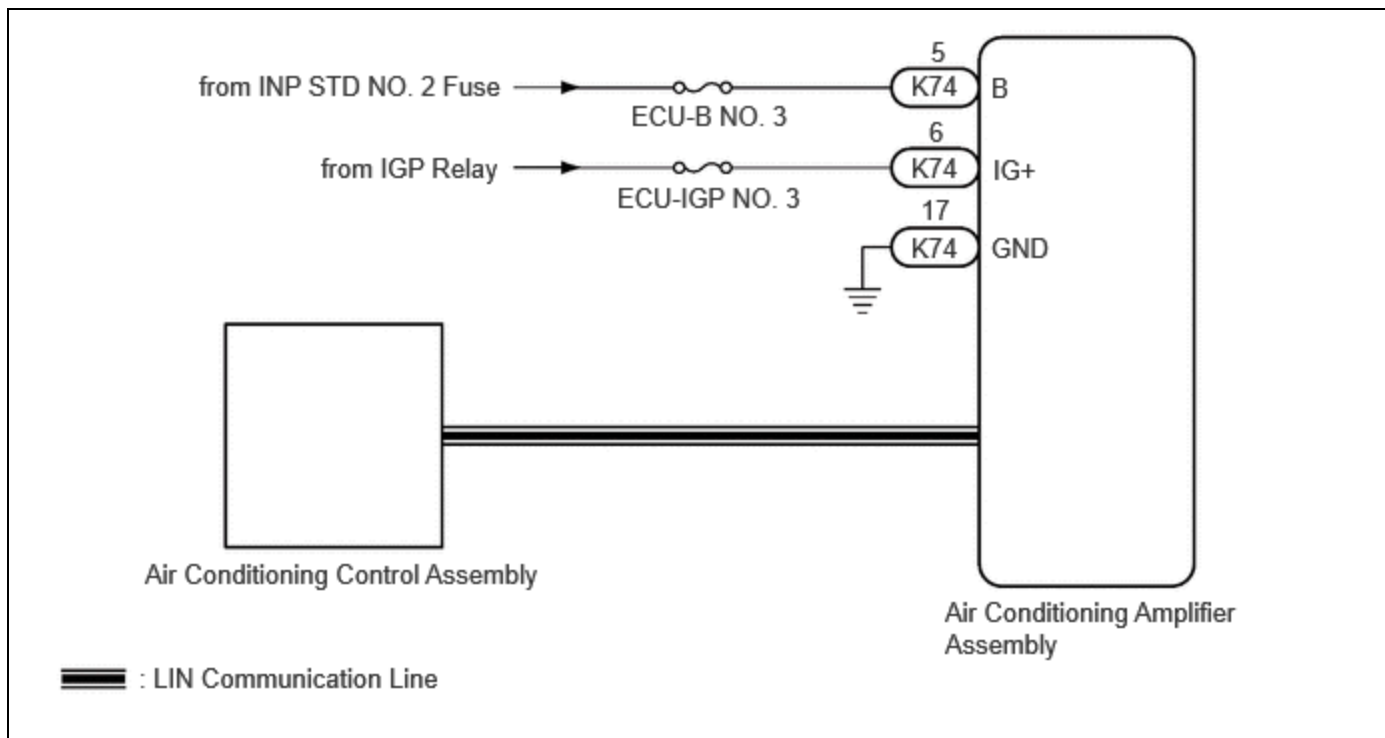 5
from INP STD NO. 2 Fuse
K74
B
ECU-B NO. 3
6
from IGP Relay
K74
IG+
ECU-IGP NO. 3
17
K74
GND
Air Conditioning Control Assembly
Air Conditioning Amplifier
Assembly
: LIN Communication Line